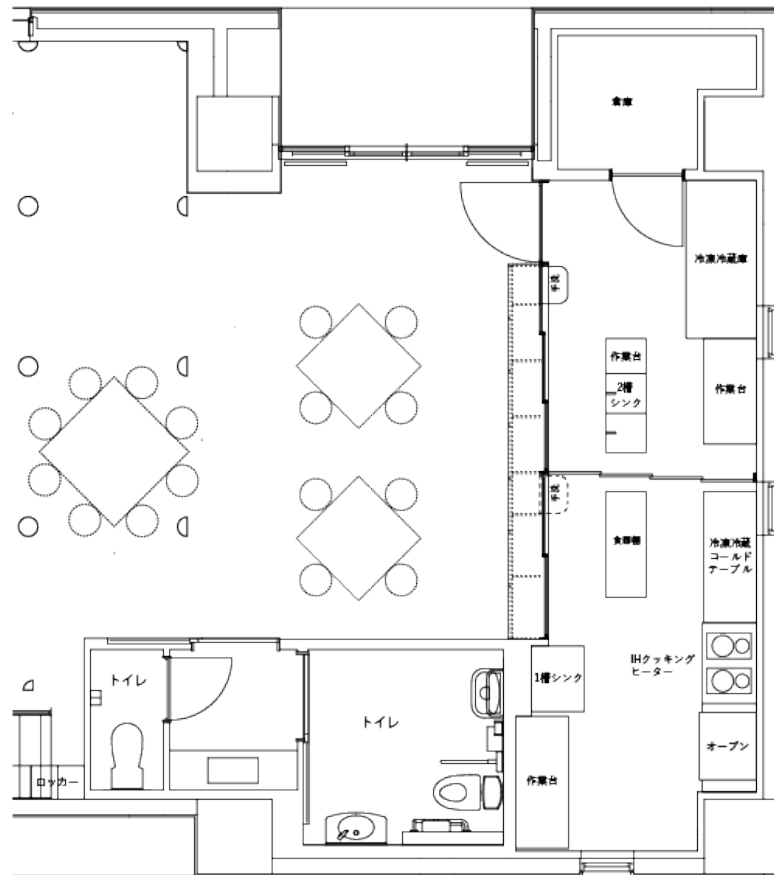 倉庫
冷凍冷蔵庫
手洗
作業台
2槽
シンク
作業台
手洗
食器棚
冷凍冷蔵
コールド
テーブル
IHクッキング
ヒーター
1槽シンク
トイレ
トイレ
オーブン
作業台
ロッカー